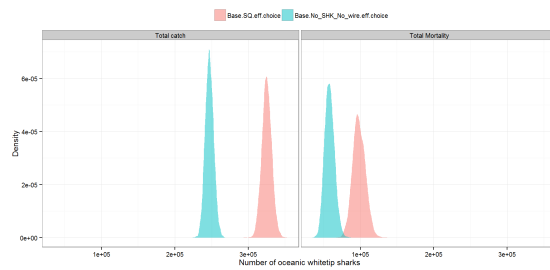 Base.SQ.eff.choice Base.No_SHK_No_wire.eff.choice
Total catch Total Mortality
6e-05
4e-05
2e-05
0e+00
Density
1e+05 2e+05 3e+05 1e+05 2e+05 3e+05
Number of oceanic whitetip sharks